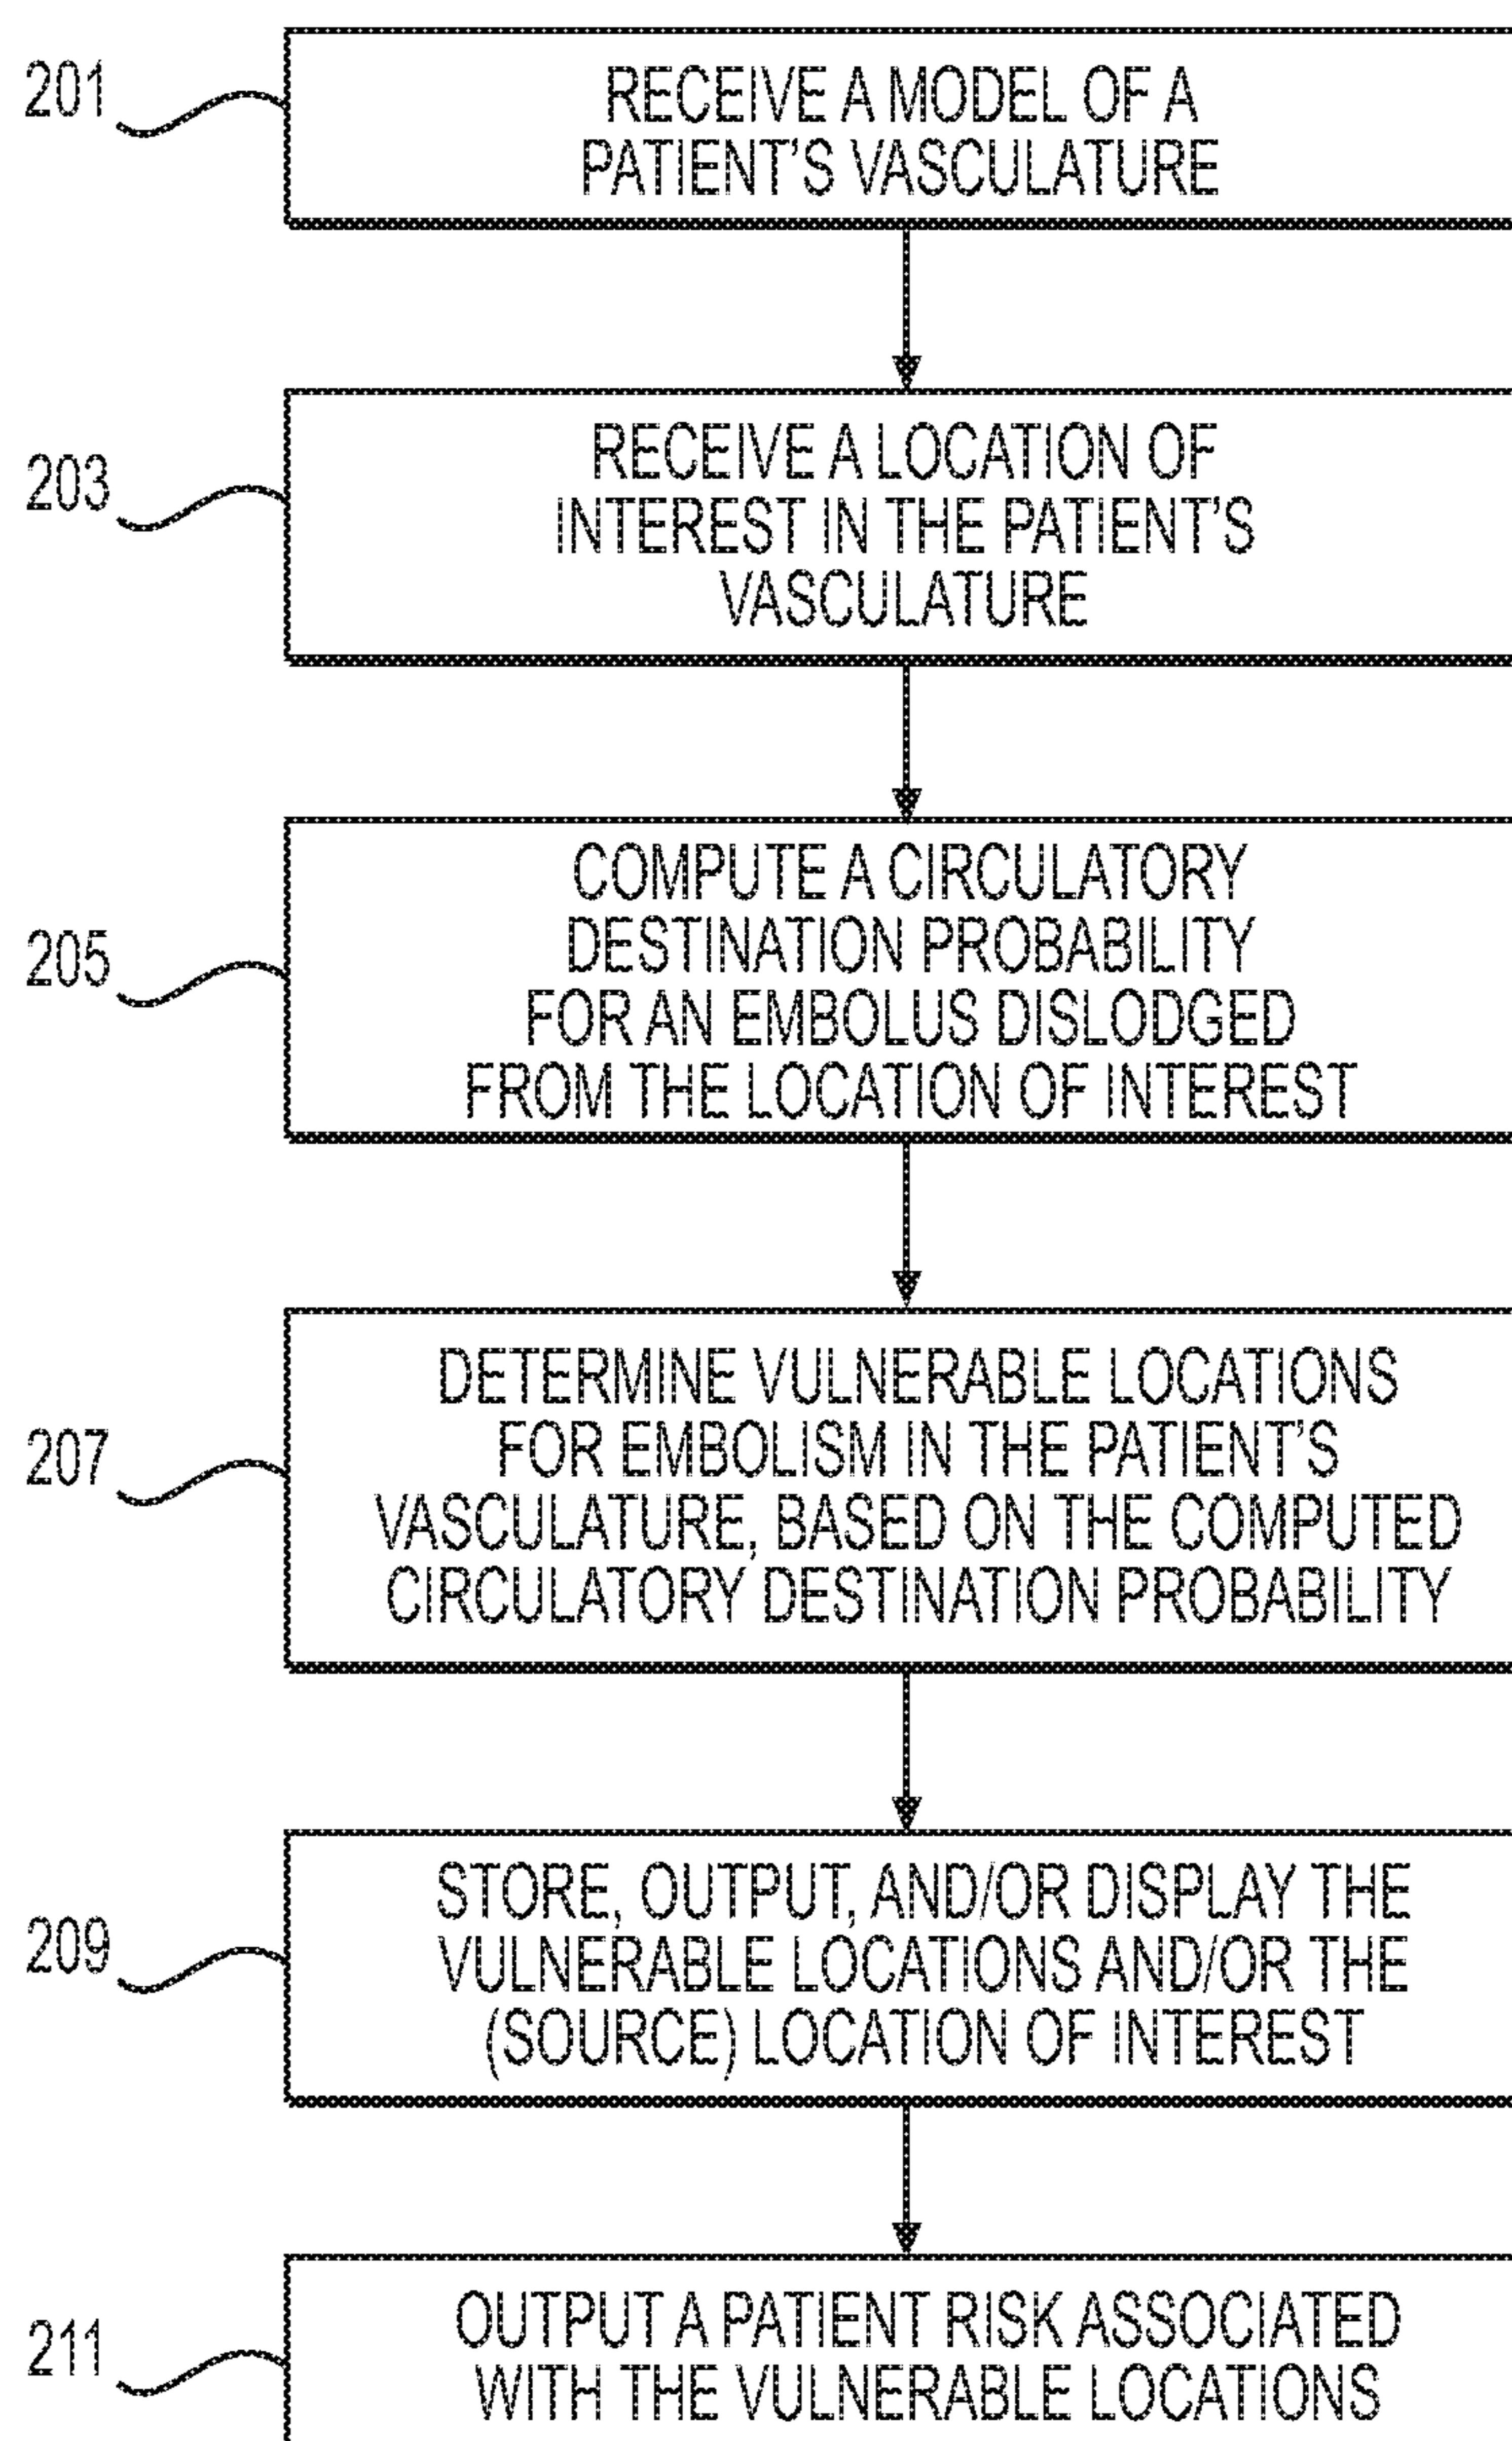 201
RECEIVE A MODEL OF A
PATIENT'S VASCULATURE
203
RECEIVE A LOCATION OF
INTEREST IN THE PATIENT'S
VASCULATURE
205
COMPUTE A CIRCULATORY
DESTINATION PROBABILITY
FOR AN EMBOLUS DISLODGED
FROM THE LOCATION OF INTEREST
207
DETERMINE VULNERABLE LOCATIONS
FOR EMBOLISM IN THE PATIENT'S
VASCULATURE, BASED ON THE COMPUTED
CIRCULATORY DESTINATION PROBABILITY
209
STORE, OUTPUT, AND/OR DISPLAY THE
VULNERABLE LOCATIONS AND/OR THE
(SOURCE) LOCATION OF INTEREST
211
OUTPUT A PATIENT RISK ASSOCIATED
WITH THE VULNERABLE LOCATIONS